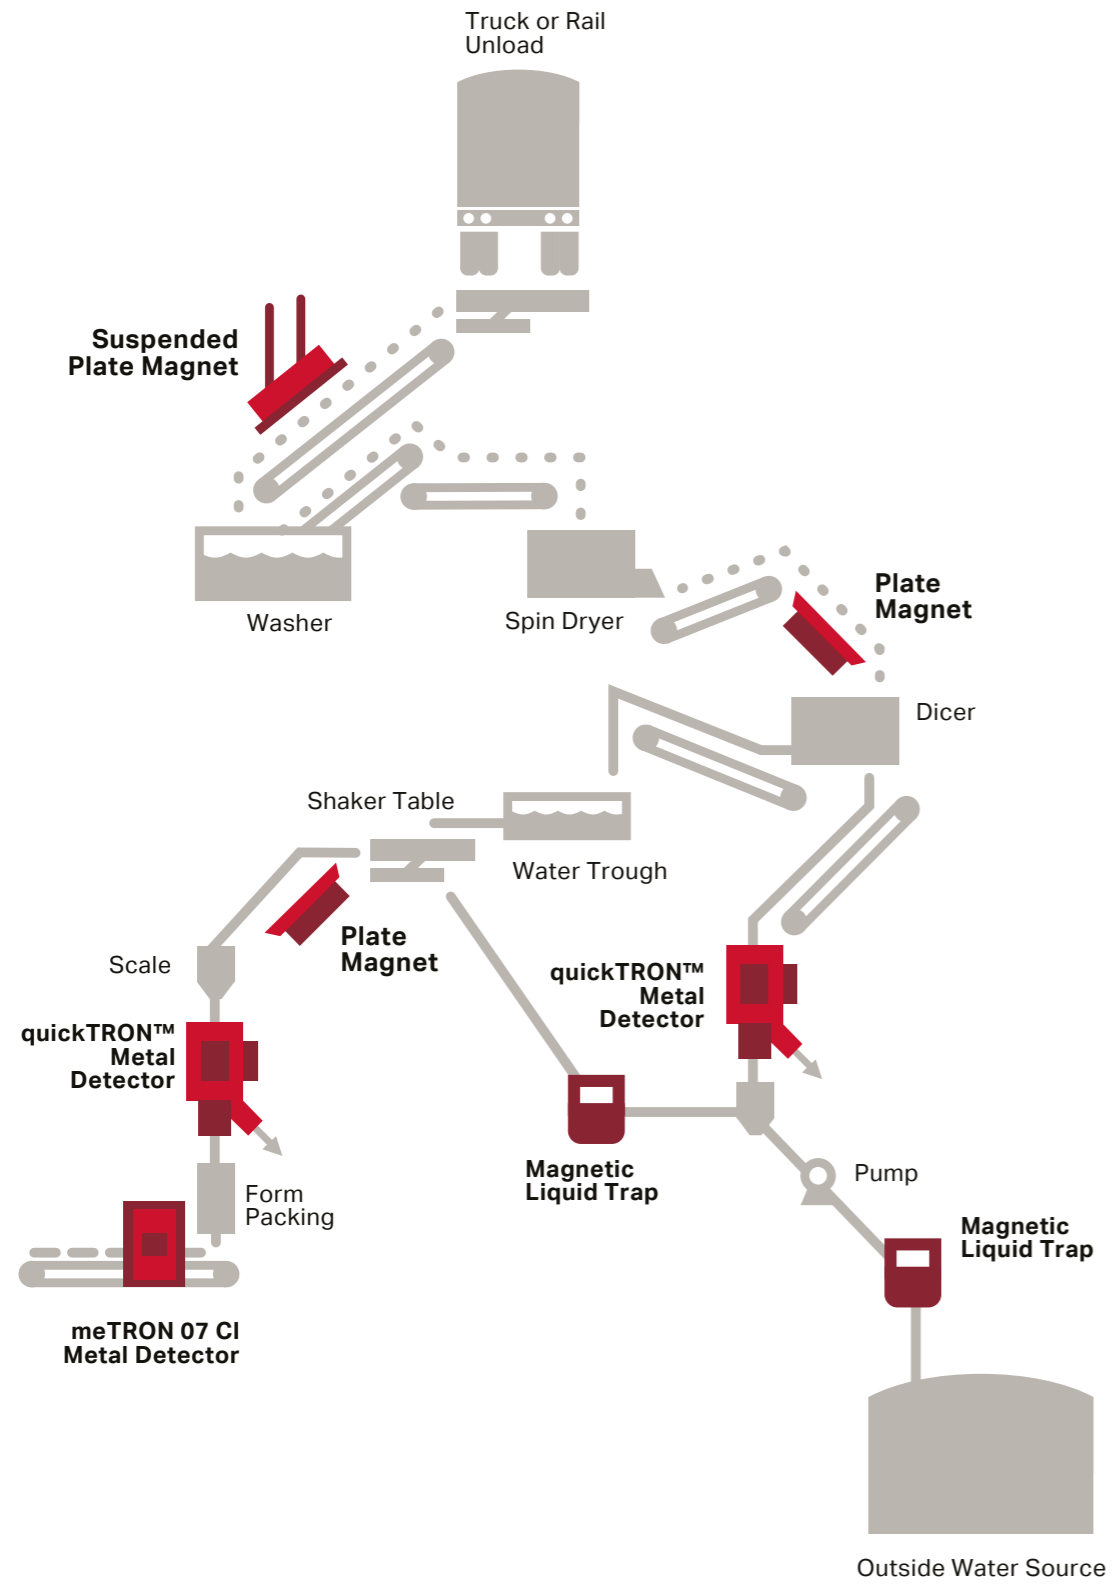 Truck or Rail
Unload
Suspended
Plate Magnet
Washer
Spin Dryer
Plate
Magnet
Dicer
Shaker Table
Water Trough
Plate
Magnet
Scale
quickTRON™
Metal
Detector
quickTRON™
Metal
Detector
Magnetic
Liquid Trap
Pump
Form
Packing
Magnetic
Liquid Trap
meTRON 07 CI
Metal Detector
Outside Water Source